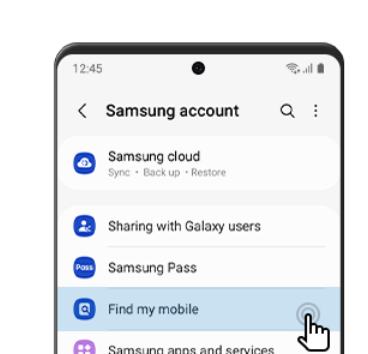 12:45
Samsung account
Samsung cloud
Sync • Back up • Restore
Sharing with Galaxy users
Pass Samsung Pass
Find my mobile
Samsung apps and services